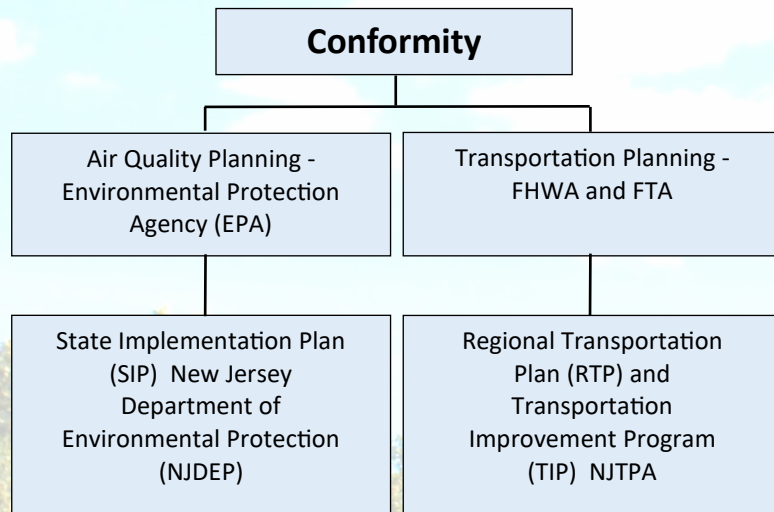 Conformity
Air Quality Planning -
Environmental Protection
Agency (EPA)
Transportation Planning -
FHWA and FTA
State Implementation Plan
(SIP)  New Jersey
Department of
Environmental Protection
(NJDEP)
Regional Transportation
Plan (RTP) and
Transportation
Improvement Program
(TIP)  NJTPA